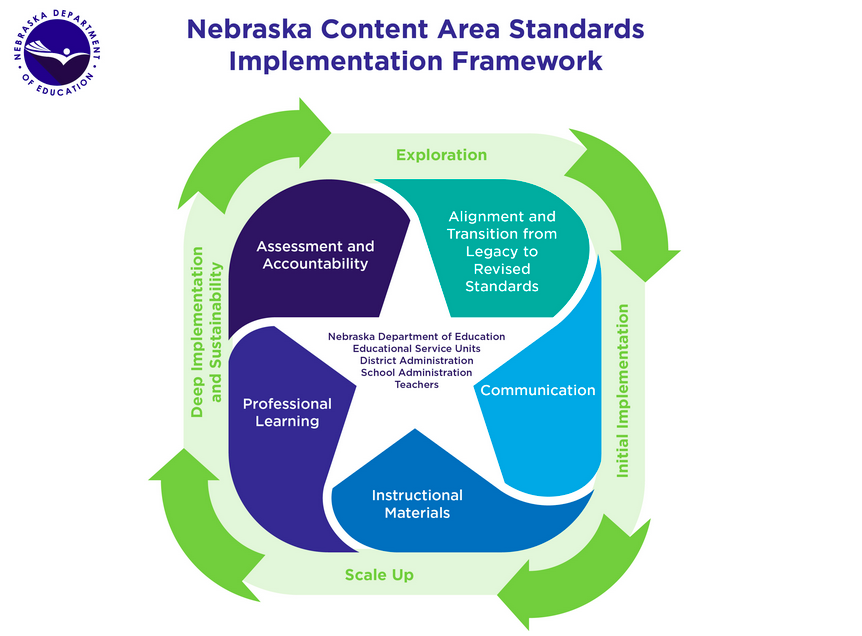 NEBRASKA DEPARTMENT
OF EDUCATION
Nebraska Content Area Standards
Implementation Framework
Exploration
Assessment and
Accountability
Alignment and
Transition from
Legacy to
Revised
Standards
Deep Implementation
and Sustainability
Nebraska Department of Education
Educational Service Units
District Administration
School Administration
Teachers
Communication
Initial Implementation
Professional
Learning
Instructional
Materials
Scale Up